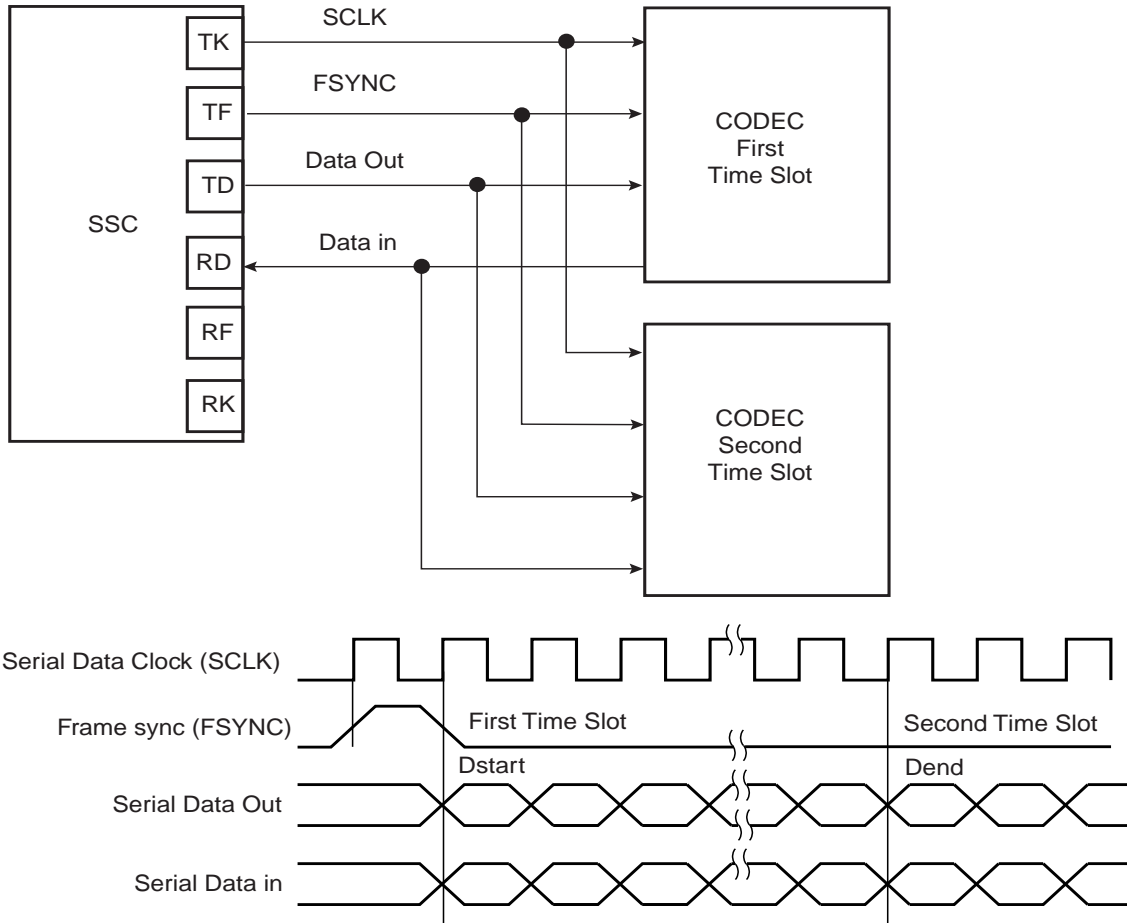 SSC
TK
TF
TD
RD
RF
RK
SCLK
FSYNC
Data Out
Data in
CODEC
First
Time Slot
CODEC
Second
Time Slot
Serial Data Clock (SCLK)
Frame sync (FSYNC)
First Time Slot
Second Time Slot
Dstart
Dend
Serial Data Out
Serial Data in